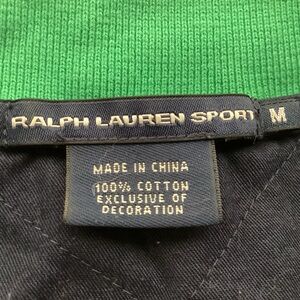 RALPH LAUREN SPORT M
MADE IN CHINA
100% COTTON
EXCLUSIVE OF
DECORATION